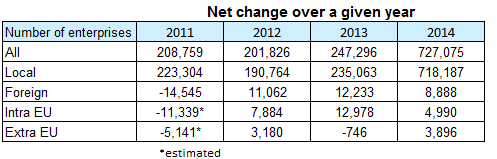 Net change over a given year
Number of enterprises 2011 2012 2013 2014
All 208,759 201,826 247,296 727,075
Local 223,304 190,764 235,063 718,187
Foreign -14,545 11,062 12,233 8,888
Intra EU -11,339* 7,884 12,978 4,990
Extra EU -5,141* 3,180 -746 3,896
*estimated